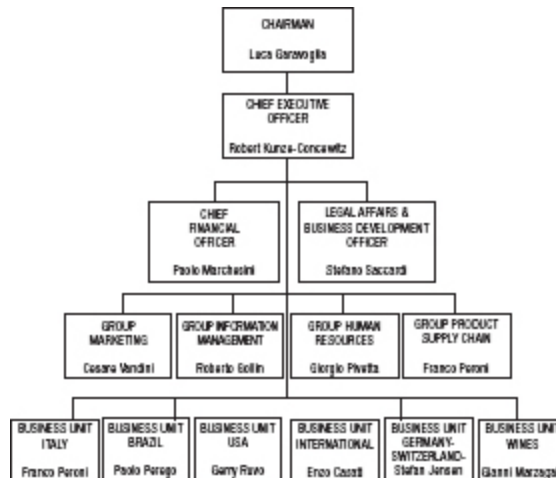 CHAIRMAN
Luca Garavoglia
CHIEF EXECUTIVE
OFFICER
Robert Kunze-Concewitz
CHIEF
FINANCIAL
OFFICER
Paolo Marchesini
LEGAL AFFAIRS &
BUSINESS DEVELOPMENT
OFFICER
Stefano Saccardi
GROUP
MARKETING
Cesare Vandini
GROUP INFORMATION
MANAGEMENT
Roberto Gollin
GROUP HUMAN
RESOURCES
Giorgio Pivetta
GROUP PRODUCT
SUPPLY CHAIN
Franco Peroni
BUSINESS UNIT
ITALY
Franco Peroni
BUSINESS UNIT
BRAZIL
Paolo Perego
BUSINESS UNIT
USA
Gerry Ruvo
BUSINESS UNIT
INTERNATIONAL
Enzo Casati
BUSINESS UNIT
GERMANY-
SWITZERLAND-
Stefan Jensen
BUSINESS UNIT
WINES
Gianni Marzaga